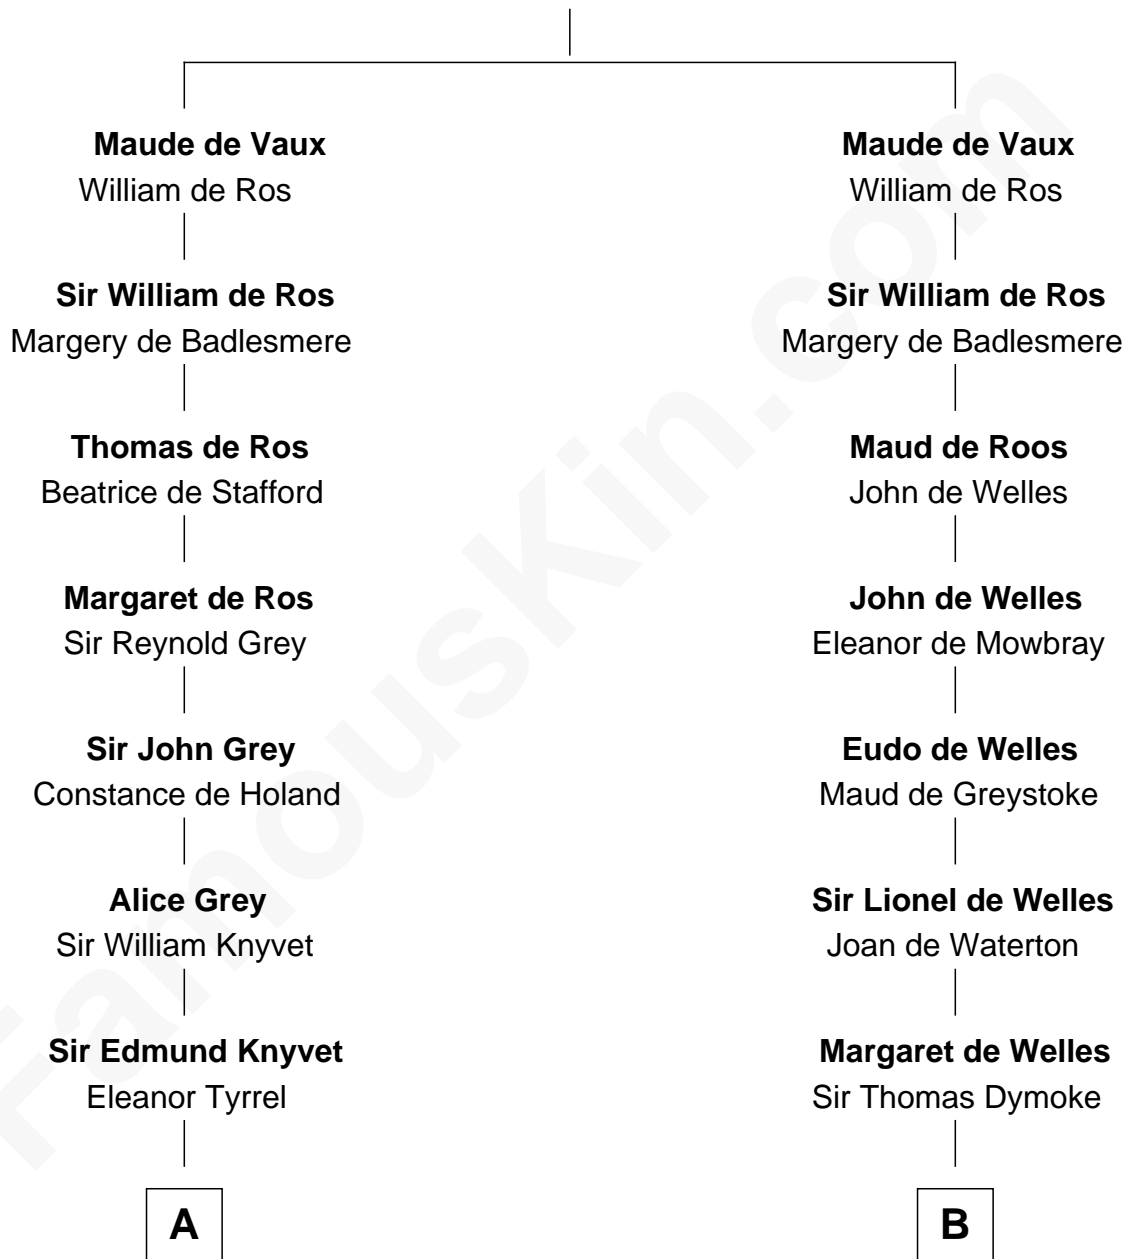 Maude de Vaux
William de Ros
Sir William de Ros
Margery de Badlesmere
Thomas de Ros
Beatrice de Stafford
Margaret de Ros
Sir Reynold Grey
Sir John Grey
Constance de Holand
Alice Grey
Sir William Knyvet
Sir Edmund Knyvet
Eleanor Tyrrel
A
Maude de Vaux
William de Ros
Sir William de Ros
Margery de Badlesmere
Maud de Roos
John de Welles
John de Welles
Eleanor de Mowbray
Eudo de Welles
Maud de Greystoke
Sir Lionel de Welles
Joan de Waterton
Margaret de Welles
Sir Thomas Dymoke
B
FamousKin.com